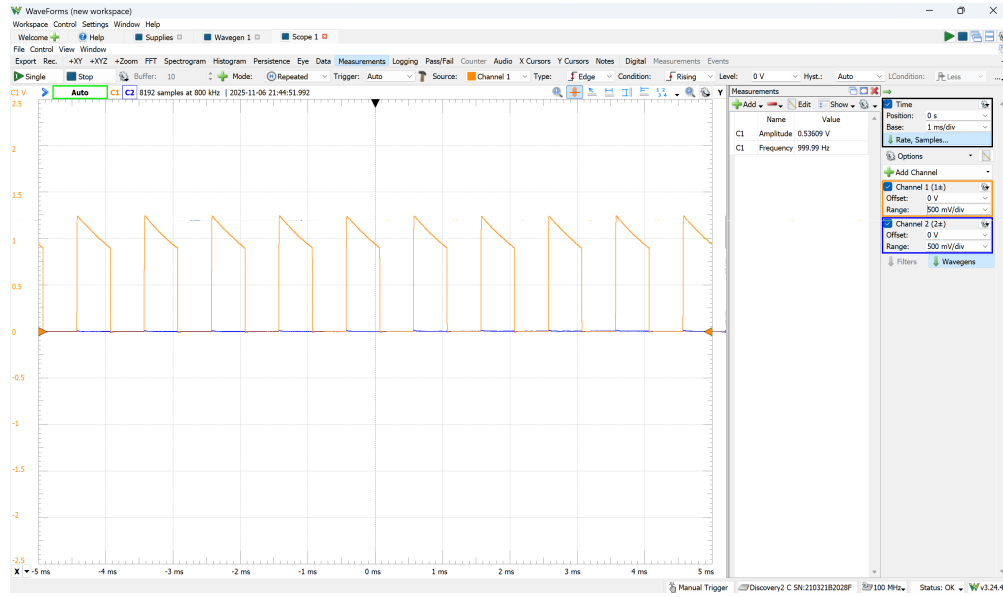 WaveForms (new workspace)
Workspace Control Settings Window Help
Welcome Help Supplies Wavegen 1 Scope 1
File Control View Window
Export Rec. +XY +XYZ +Zoom FFT Spectrogram Histogram Persistence Eye Data Measurements Logging Pass/Fail Counter Audio X Cursors Y Cursors Notes Digital Measurements Events
Single Stop Buffer: 10 Mode: Repeated Trigger: Auto Source: Channel 1 Type: Edge Condition: Rising Level: 0 V Hyst.: Auto LCondition: Less ...
C1 V Auto C1 C2 8192 samples at 800 kHz | 2025-11-06 21:44:51.992 Y
2.5
2
1.5
1
0.5
0
-0.5
-1
-1.5
-2
-2.5
X -5 ms -4 ms -3 ms -2 ms -1 ms 0 ms 1 ms 2 ms 3 ms 4 ms 5 ms
Measurements
Add Edit Show
Name Value
C1 Amplitude 0.53609 V
C1 Frequency 999.99 Hz
Time
Position: 0 s
Base: 1 ms/div
Rate, Samples...
Options
Add Channel
Channel 1 (1±)
Offset: 0 V
Range: 500 mV/div
Channel 2 (2±)
Offset: 0 V
Range: 500 mV/div
Filters Wavegens
Manual Trigger Discovery2 C SN:210321B2028F 100 MHz Status: OK v3.24.4